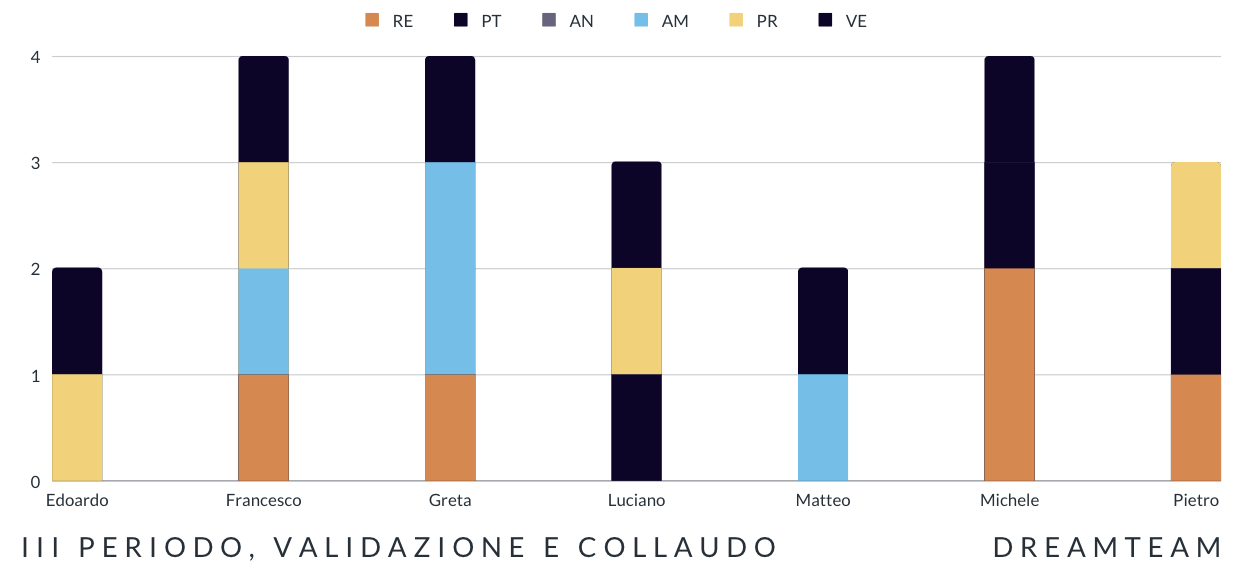 RE PT AN AM PR VE
4
3
2
1
0
Edoardo Francesco Greta Luciano Matteo Michele Pietro
III PERIODO, VALIDAZIONE E COLLAUDO DREAMTEAM